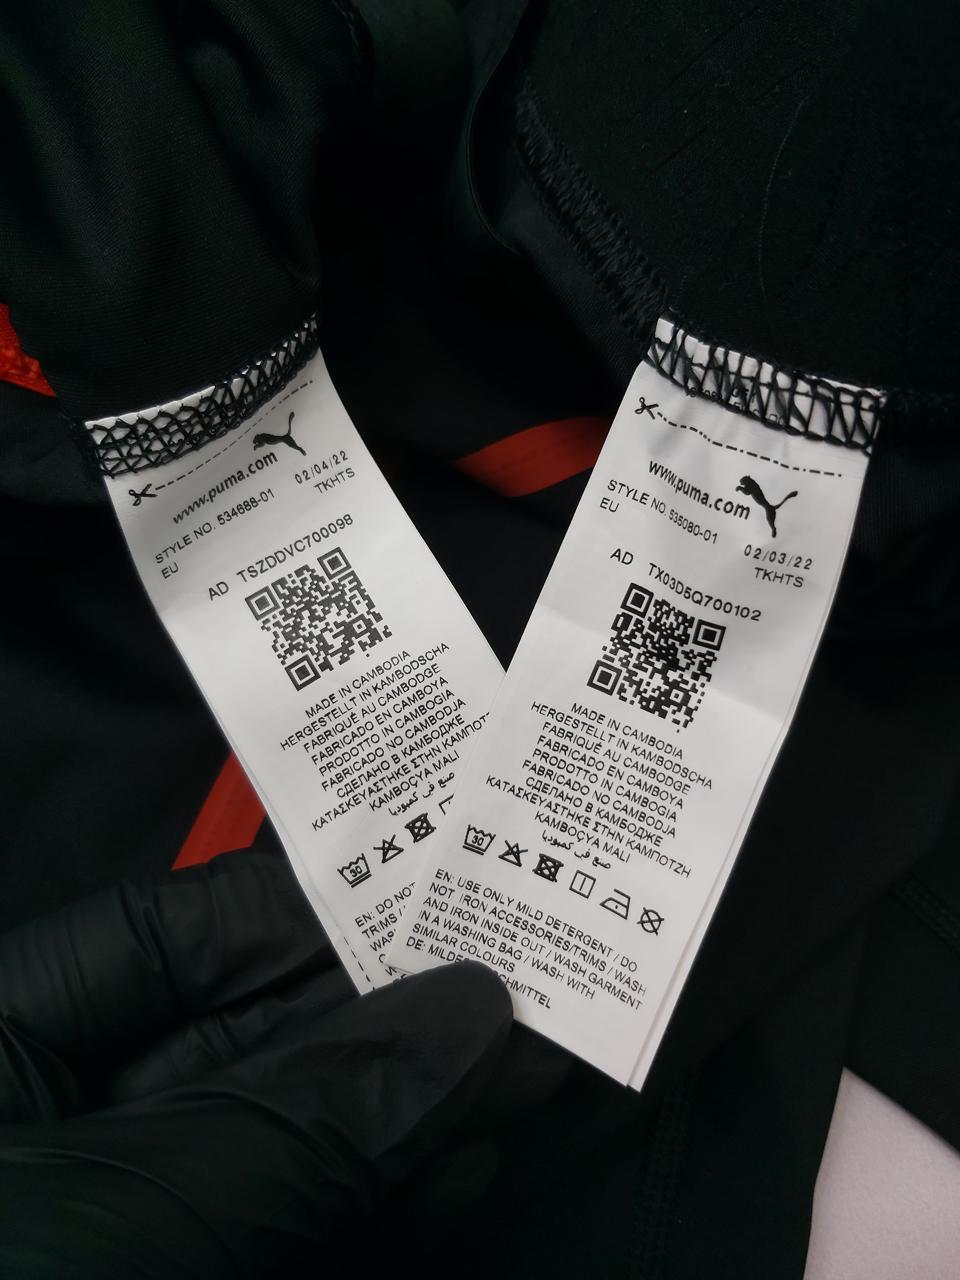 www.puma.com
STYLE NO. 534688-01 02/04/22
EU TKHTS
AD TSZDDVC700098
MADE IN CAMBODIA
HERGESTELLT IN KAMBODSCHA
FABRIQUÉ AU CAMBODGE
FABRICADO EN CAMBOYA
PRODOTTO IN CAMBOGIA
FABRICADO NO CAMBODJA
СДЕЛАНО В КАМБОДЖЕ
ΚΑΤΑΣΚΕΥΑΣΤΗΚΕ ΣΤΗΝ
KAMBOÇYA MALI
صنع في كمبوديا
30
EN: DO NOT
TRIMS /
www.puma.com
STYLE NO. 535080-01
EU 02/03/22
TKHTS
AD TX03D5Q700102
MADE IN CAMBODIA
HERGESTELLT IN KAMBODSCHA
FABRIQUÉ AU CAMBODGE
FABRICADO EN CAMBOYA
PRODOTTO IN CAMBOGIA
FABRICADO NO CAMBODJA
СДЕЛАНО В КАМБОДЖЕ
ΚΑΤΑΣΚΕΥΑΣΤΗΚΕ ΣΤΗΝ ΚΑΜΠΟΤΖΗ
KAMBOÇYA MALI
صنع في كمبوديا
30
EN: USE ONLY MILD DETERGENT / DO
NOT IRON ACCESSORIES/TRIMS / WASH
AND IRON INSIDE OUT / WASH GARMENT
IN A WASHING BAG / WASH WITH
SIMILAR COLOURS
DE: